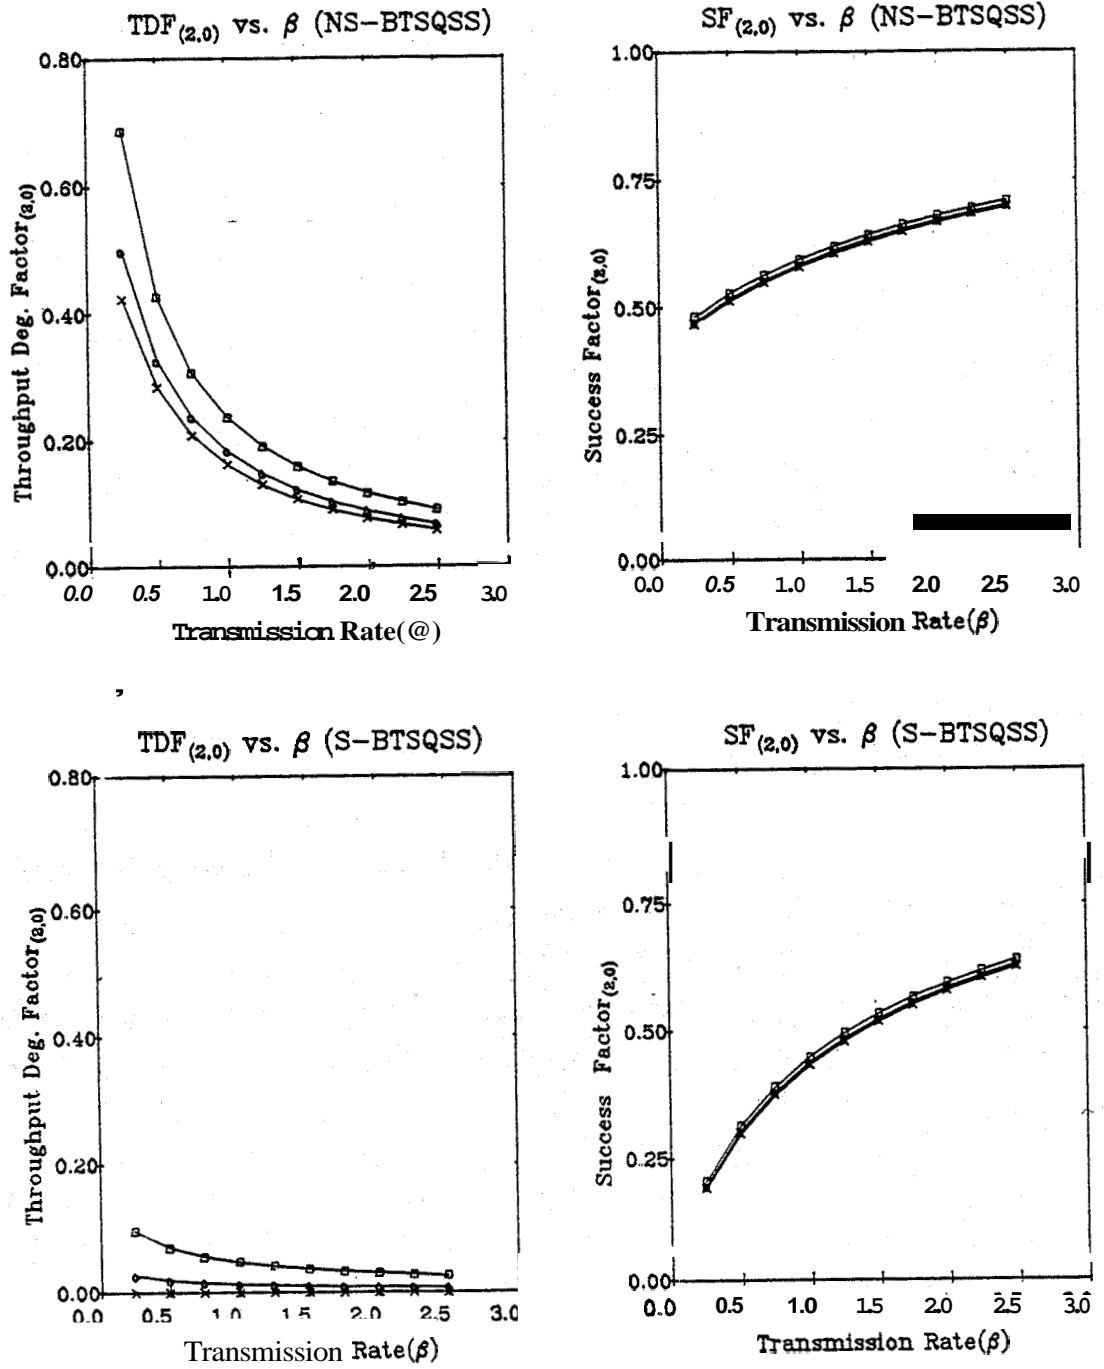 TDF(2,0) vs. β (NS-BTSQSS)
0.80
0.60
0.40
0.20
0.00
Throughput Deg. Factor(2,0)
0.0 0.5 1.0 1.5 2.0 2.5 3.0
Transmission Rate(@)
SF(2,0) vs. β (NS-BTSQSS)
1.00
0.75
0.50
0.25
0.00
Success Factor(2,0)
0.0 0.5 1.0 1.5 2.0 2.5 3.0
Transmission Rate(β)
,
TDF(2,0) vs. β (S-BTSQSS)
0.80
0.60
0.40
0.20
0.00
Throughput Deg. Factor(2,0)
0.0 0.5 1.0 1.5 2.0 2.5 3.0
Transmission Rate(β)
SF(2,0) vs. β (S-BTSQSS)
1.00
0.75
0.50
0.25
0.00
Success Factor(2,0)
0.0 0.5 1.0 1.5 2.0 2.5 3.0
Transmission Rate(β)